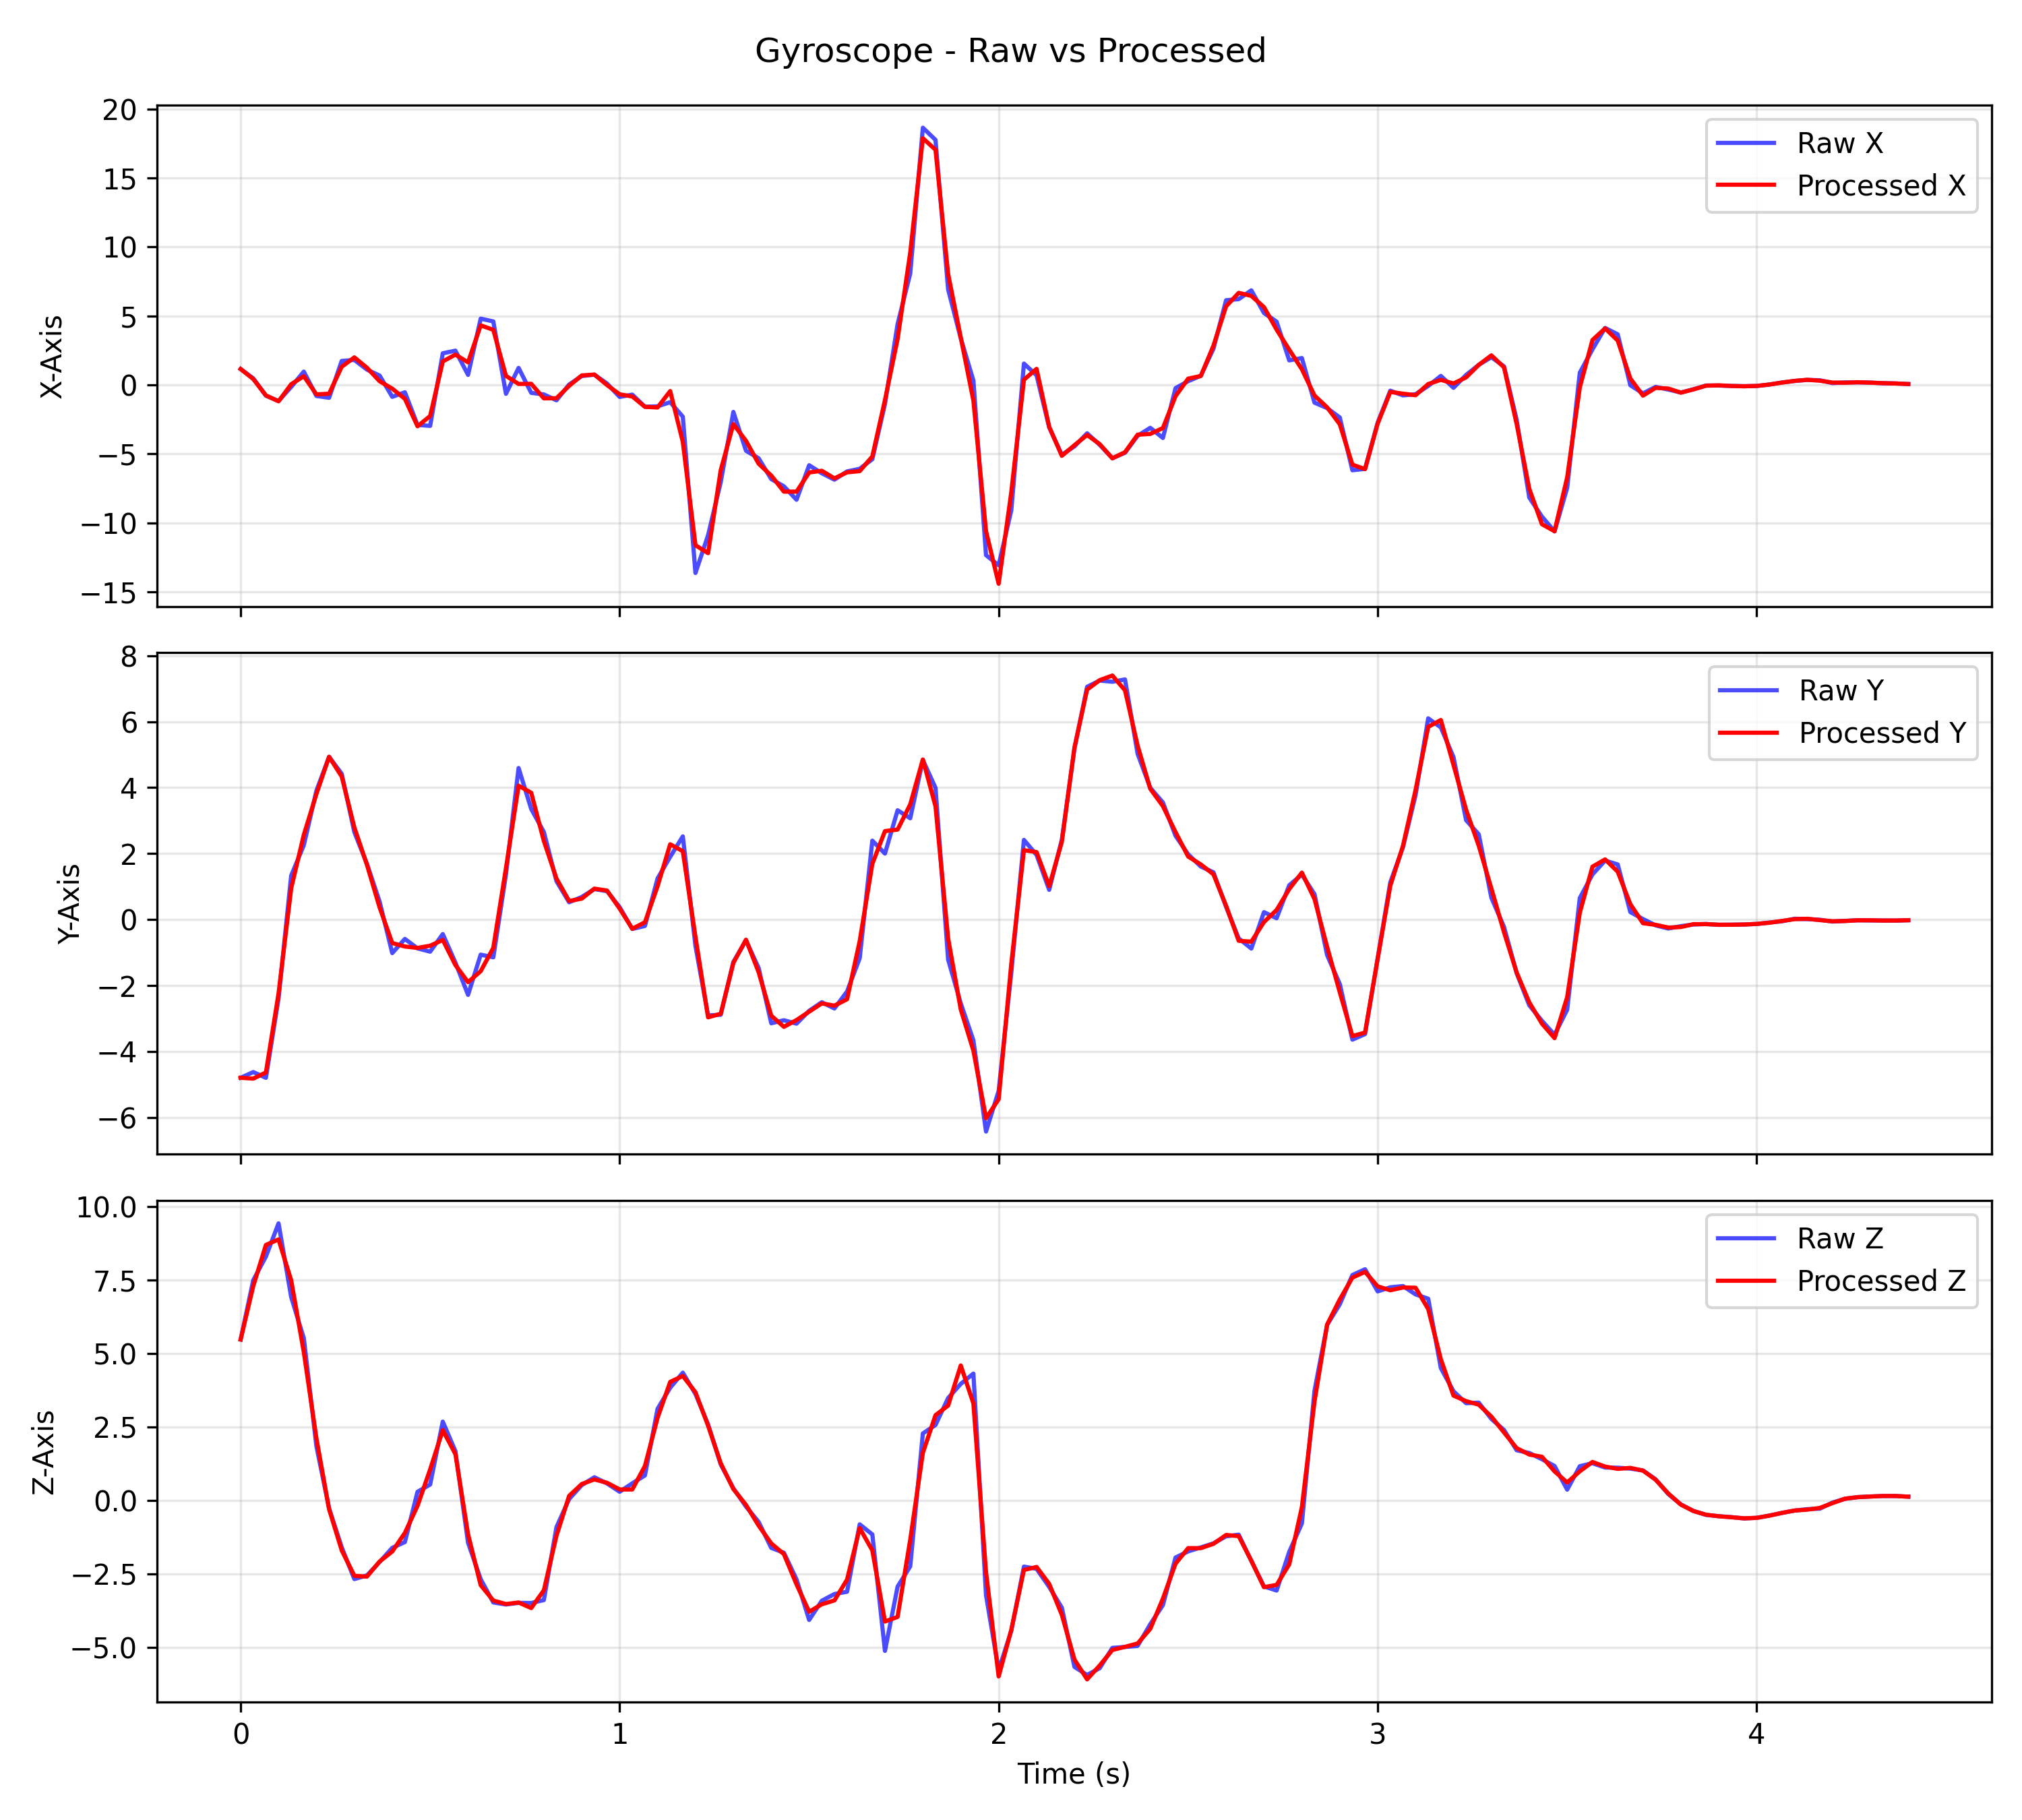 Gyroscope - Raw vs Processed
20
15
10
5
0
−5
−10
−15
X-Axis
Raw X
Processed X
8
6
4
2
0
−2
−4
−6
Y-Axis
Raw Y
Processed Y
10.0
7.5
5.0
2.5
0.0
−2.5
−5.0
Z-Axis
Raw Z
Processed Z
0 1 2 3 4
Time (s)